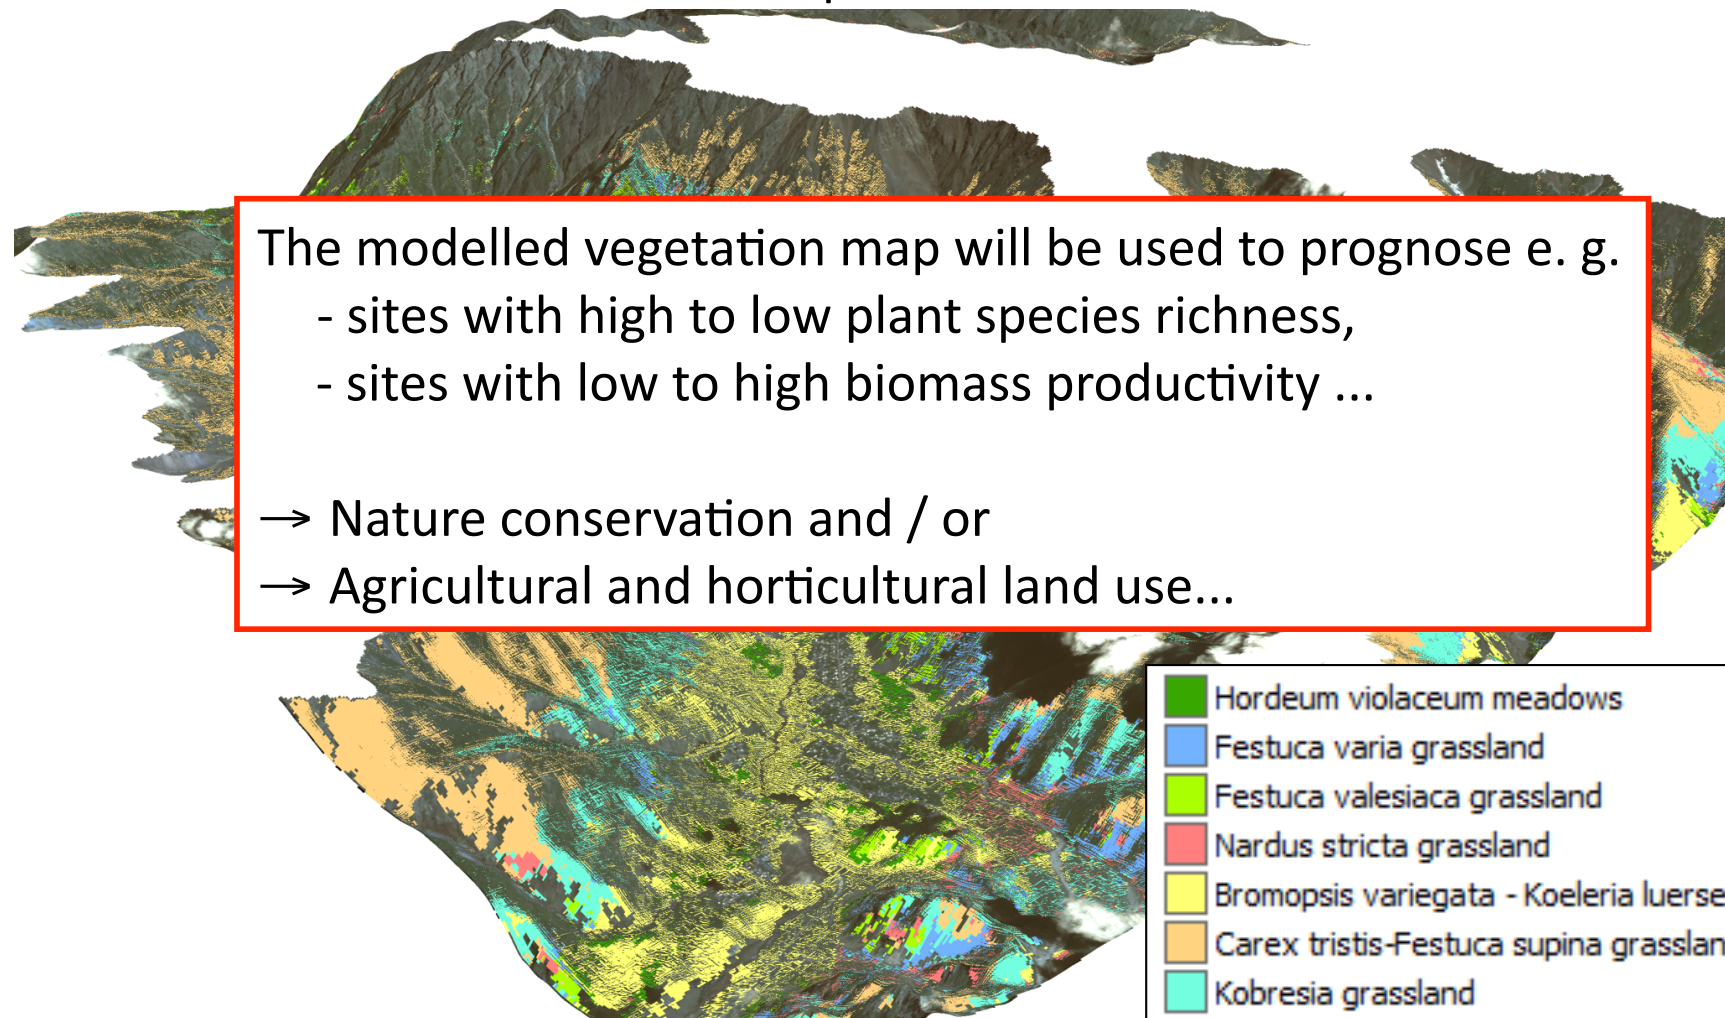 The modelled vegetation map will be used to prognose e. g.
- sites with high to low plant species richness,
- sites with low to high biomass productivity ...
→ Nature conservation and / or
→ Agricultural and horticultural land use...
Hordeum violaceum meadows
Festuca varia grassland
Festuca valesiaca grassland
Nardus stricta grassland
Bromopsis variegata - Koeleria luerse
Carex tristis-Festuca supina grasslan
Kobresia grassland